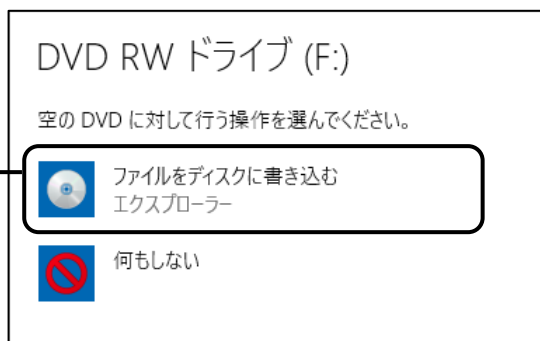 DVD RW ドライブ (F:)
空の DVD に対して行う操作を選んでください。
ファイルをディスクに書き込む
エクスプローラー
何もしない